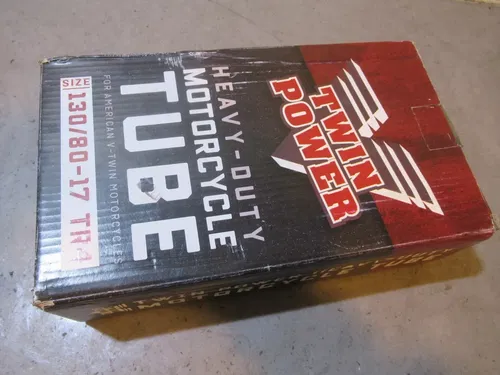 TWIN
POWER
HEAVY-DUTY
MOTORCYCLE
TUBE
FOR AMERICAN V-TWIN MOTORCYCLES
SIZE
130/80-17 TR4